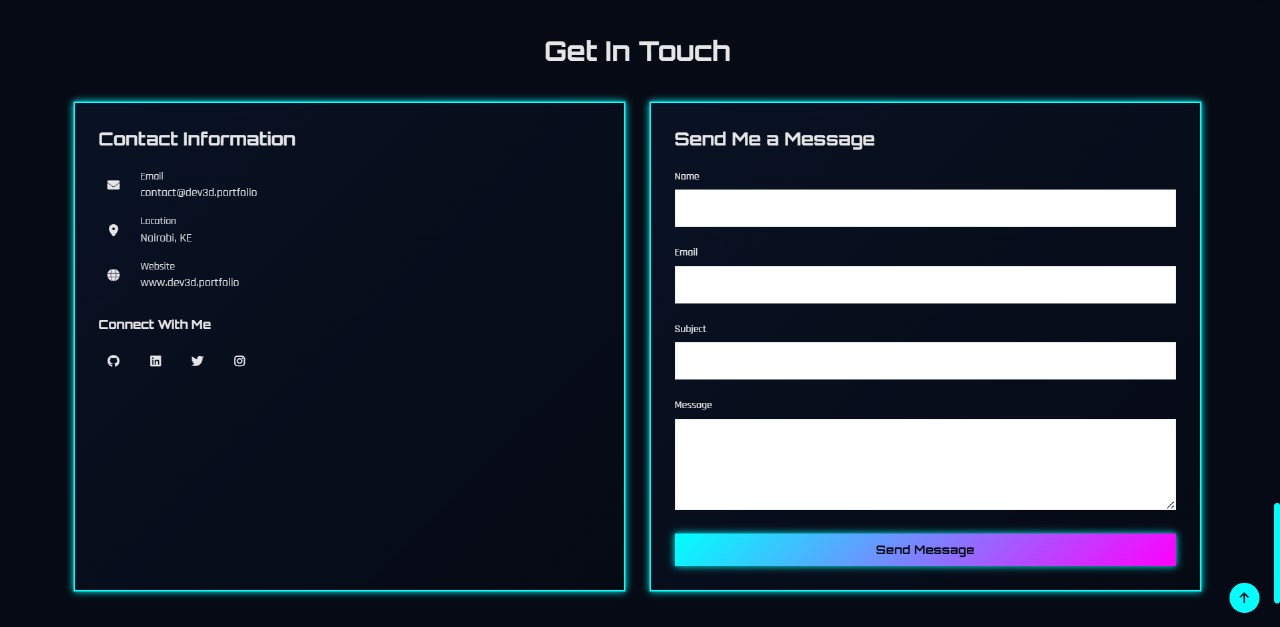 Get In Touch
Contact Information
Email
contact@dev3d.portfolio
Location
Nairobi, KE
Website
www.dev3d.portfolio
Connect With Me
Send Me a Message
Name
Email
Subject
Message
Send Message